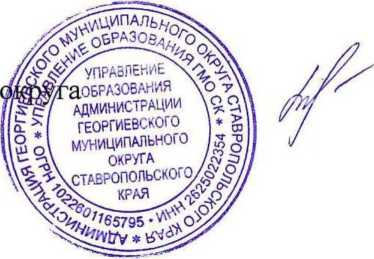 округа
АДМИНИСТРАЦИЯ ГЕОРГИЕВСКОГО МУНИЦИПАЛЬНОГО ОКРУГА СТАВРОПОЛЬСКОГО КРАЯ *
* УПРАВЛЕНИЕ ОБРАЗОВАНИЯ ГМО СК *
ОГРН 1022601165795 * ИНН 2625022354
УПРАВЛЕНИЕ
ОБРАЗОВАНИЯ
АДМИНИСТРАЦИИ
ГЕОРГИЕВСКОГО
МУНИЦИПАЛЬНОГО
ОКРУГА
СТАВРОПОЛЬСКОГО
КРАЯ